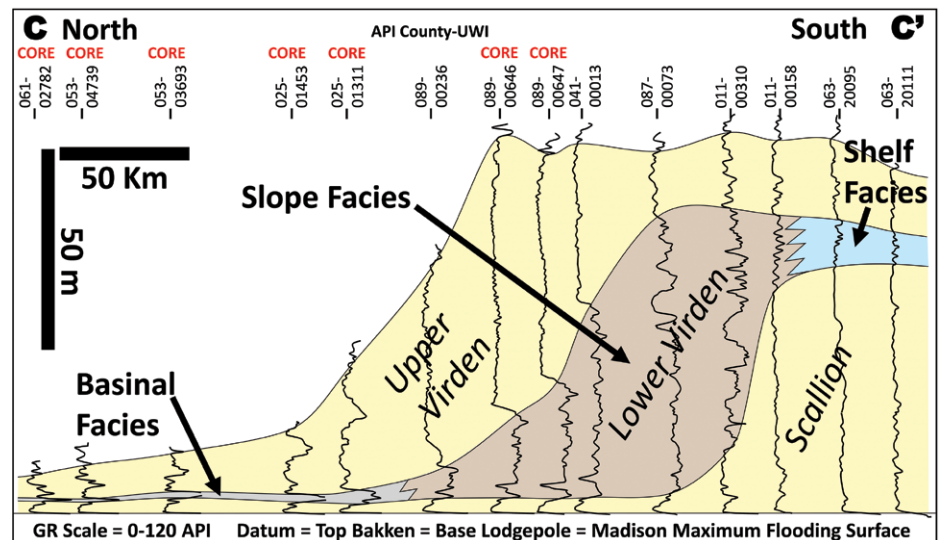 C North
API County-UWI
South C'
CORE CORE CORE CORE CORE CORE CORE
061-02782
053-04739
053-03693
025-01453
025-01311
089-00236
089-00646
089-00647
041-00013
087-00073
011-00310
011-00158
063-20095
063-20111
50 Km
50 m
Slope Facies
Shelf
Facies
Upper
Virden
Lower Virden
Scallion
Basinal
Facies
GR Scale = 0-120 API Datum = Top Bakken = Base Lodgepole = Madison Maximum Flooding Surface